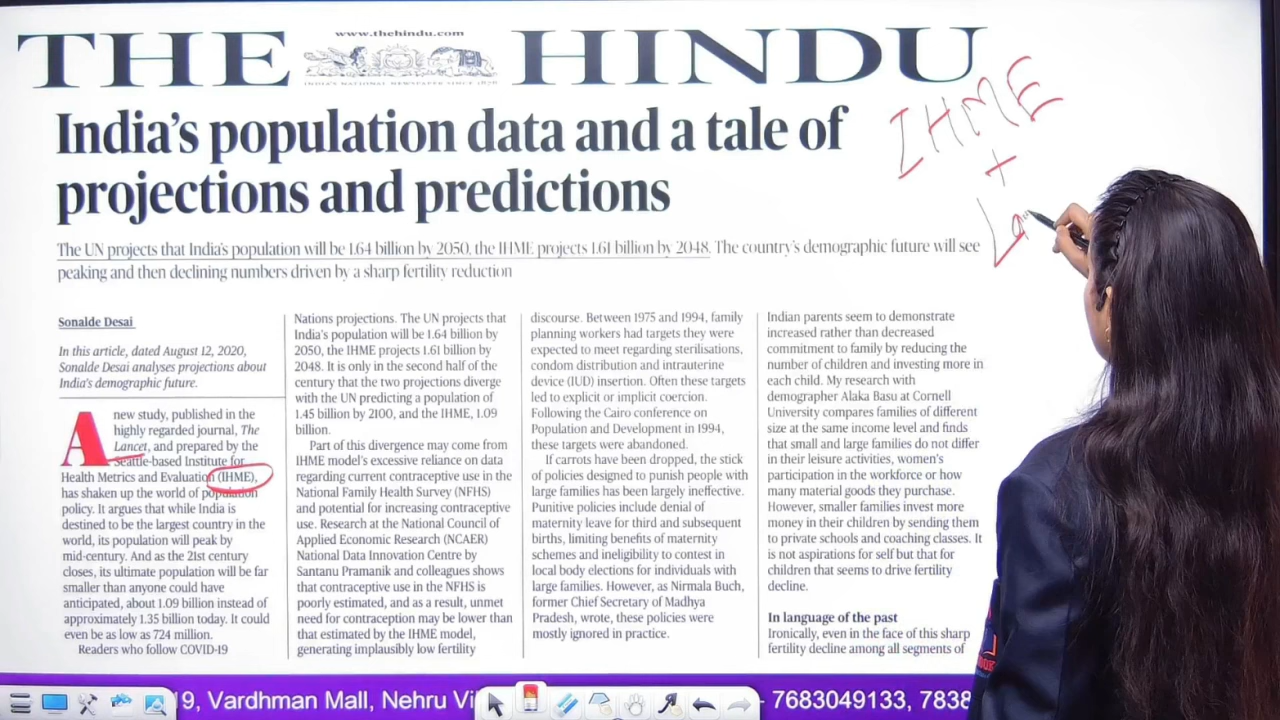 THE HINDU
www.thehindu.com
INDIA'S NATIONAL NEWSPAPER SINCE 1878
India's population data and a tale of
projections and predictions
The UN projects that India's population will be 1.64 billion by 2050, the IHME projects 1.61 billion by 2048. The country's demographic future will see
peaking and then declining numbers driven by a sharp fertility reduction
IHME
+
La
Sonalde Desai
In this article, dated August 12, 2020,
Sonalde Desai analyses projections about
India's demographic future.
A new study, published in the
highly regarded journal, The
Lancet, and prepared by the
Seattle-based Institute for
Health Metrics and Evaluation (IHME),
has shaken up the world of population
policy. It argues that while India is
destined to be the largest country in the
world, its population will peak by
mid-century. And as the 21st century
closes, its ultimate population will be far
smaller than anyone could have
anticipated, about 1.09 billion instead of
approximately 1.35 billion today. It could
even be as low as 724 million.
Readers who follow COVID-19
Nations projections. The UN projects that
India's population will be 1.64 billion by
2050, the IHME projects 1.61 billion by
2048. It is only in the second half of the
century that the two projections diverge
with the UN predicting a population of
1.45 billion by 2100, and the IHME, 1.09
billion.
Part of this divergence may come from
IHME model's excessive reliance on data
regarding current contraceptive use in the
National Family Health Survey (NFHS)
and potential for increasing contraceptive
use. Research at the National Council of
Applied Economic Research (NCAER)
National Data Innovation Centre by
Santanu Pramanik and colleagues shows
that contraceptive use in the NFHS is
poorly estimated, and as a result, unmet
need for contraception may be lower than
that estimated by the IHME model,
generating implausibly low fertility
discourse. Between 1975 and 1994, family
planning workers had targets they were
expected to meet regarding sterilisations,
condom distribution and intrauterine
device (IUD) insertion. Often these targets
led to explicit or implicit coercion.
Following the Cairo conference on
Population and Development in 1994,
these targets were abandoned.
If carrots have been dropped, the stick
of policies designed to punish people with
large families has been largely ineffective.
Punitive policies include denial of
maternity leave for third and subsequent
births, limiting benefits of maternity
schemes and ineligibility to contest in
local body elections for individuals with
large families. However, as Nirmala Buch,
former Chief Secretary of Madhya
Pradesh, wrote, these policies were
mostly ignored in practice.
Indian parents seem to demonstrate
increased rather than decreased
commitment to family by reducing the
number of children and investing more in
each child. My research with
demographer Alaka Basu at Cornell
University compares families of different
size at the same income level and finds
that small and large families do not differ
in their leisure activities, women's
participation in the workforce or how
many material goods they purchase.
However, smaller families invest more
money in their children by sending them
to private schools and coaching classes. It
is not aspirations for self but that for
children that seems to drive fertility
decline.
In language of the past
Ironically, even in the face of this sharp
fertility decline among all segments of
19, Vardhman Mall, Nehru Vi – 7683049133, 7838